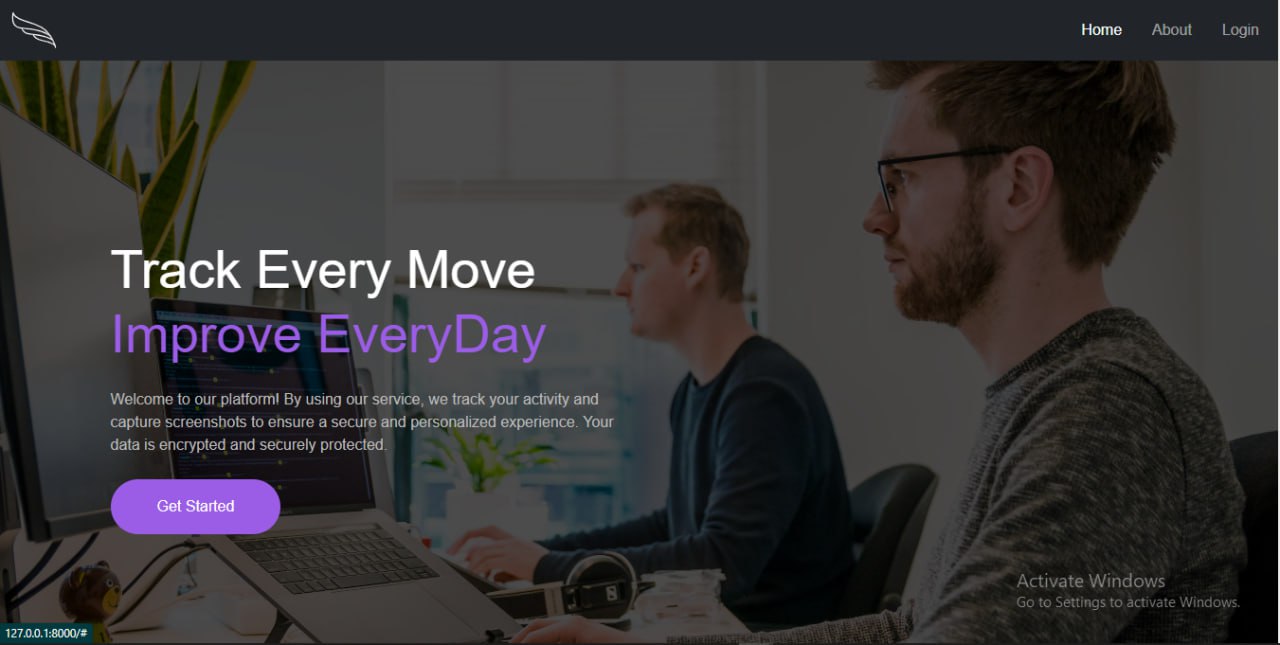 Home About Login
Track Every Move
Improve EveryDay
Welcome to our platform! By using our service, we track your activity and
capture screenshots to ensure a secure and personalized experience. Your
data is encrypted and securely protected.
Get Started
Activate Windows
Go to Settings to activate Windows.
127.0.0.1:8000/#